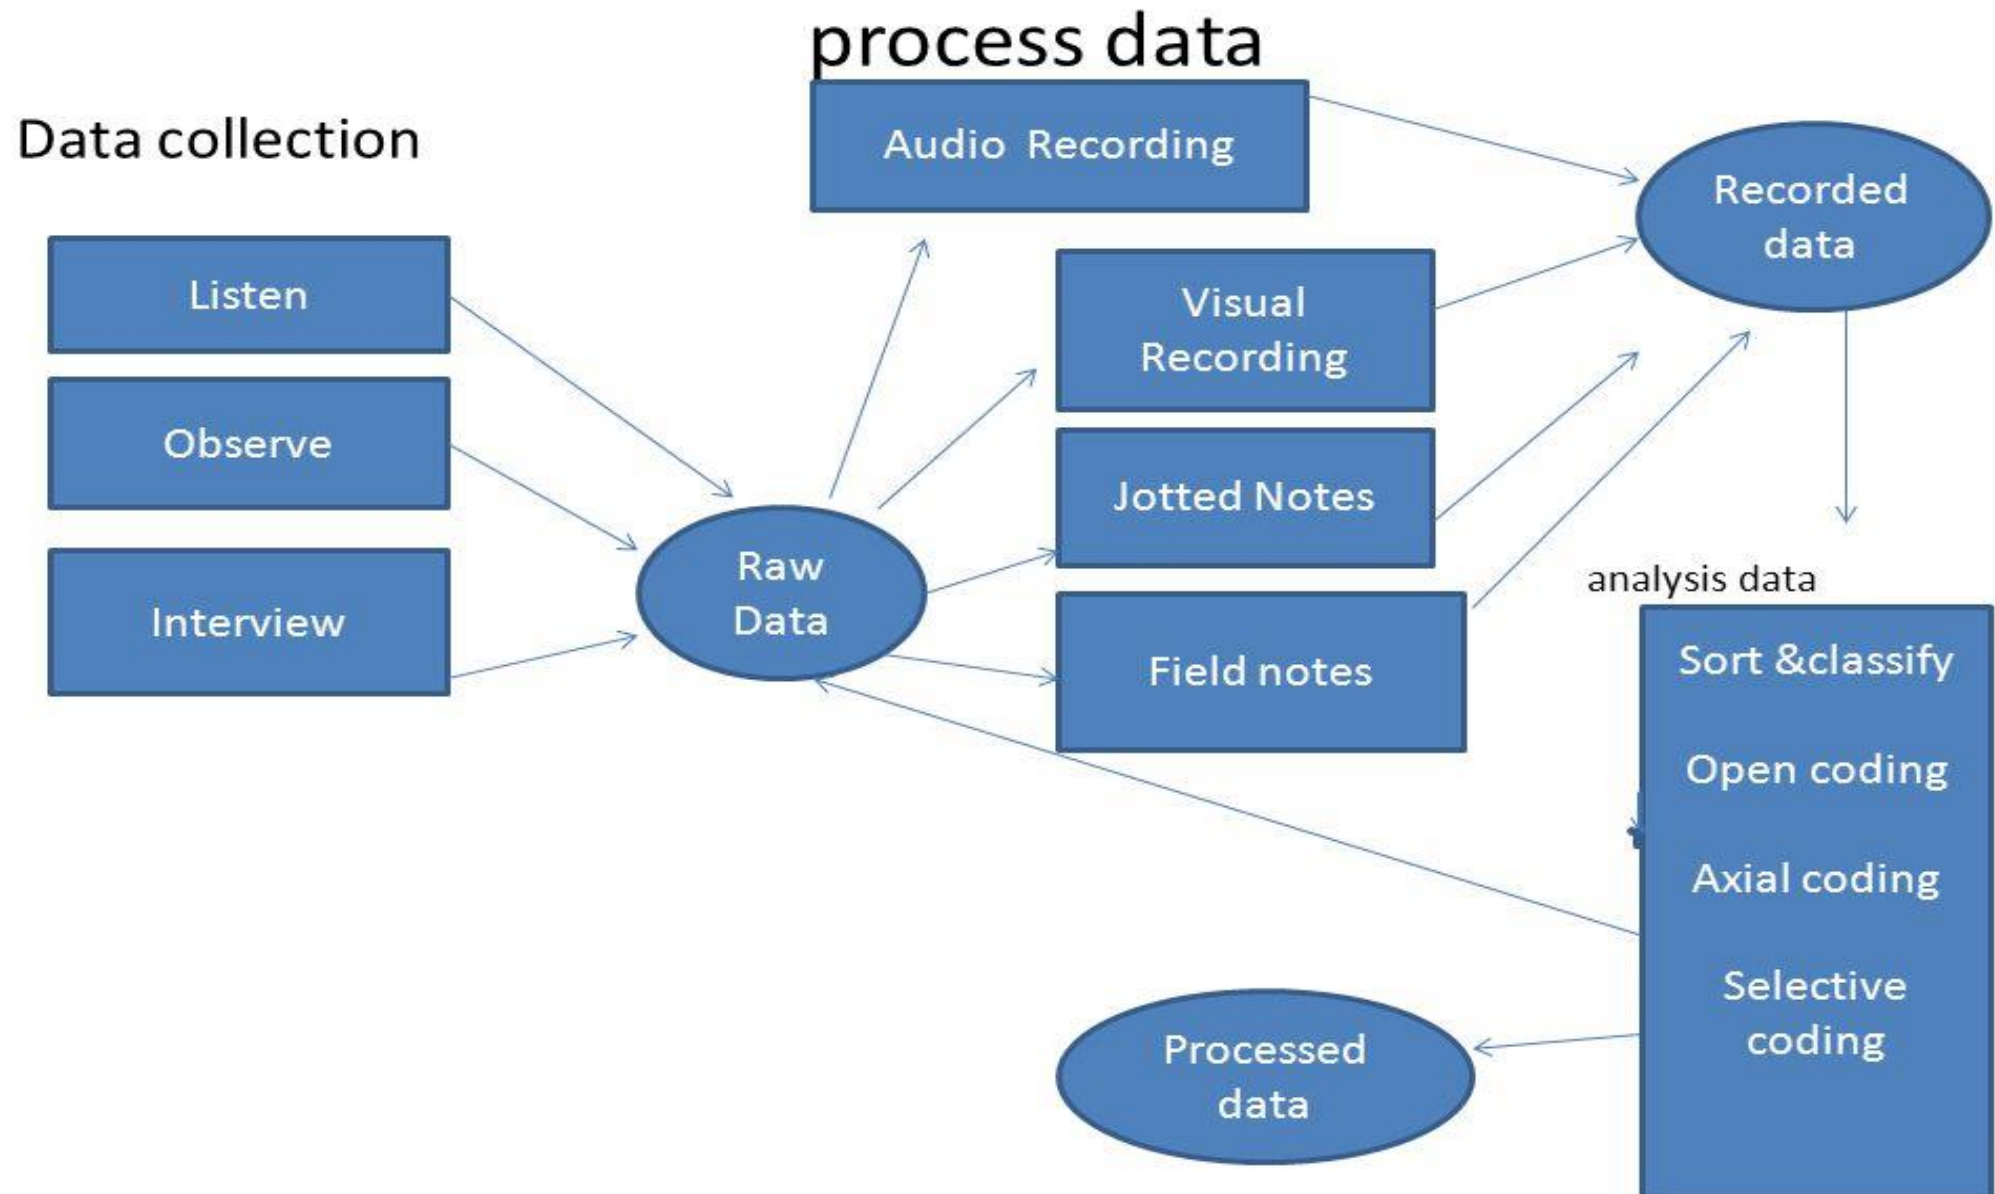 process data
Data collection
Audio Recording
Recorded
data
Listen
Visual
Recording
Observe
Jotted Notes
Raw
Data
Interview
Field notes
analysis data
Sort &classify
Open coding
Axial coding
Selective
coding
Processed
data